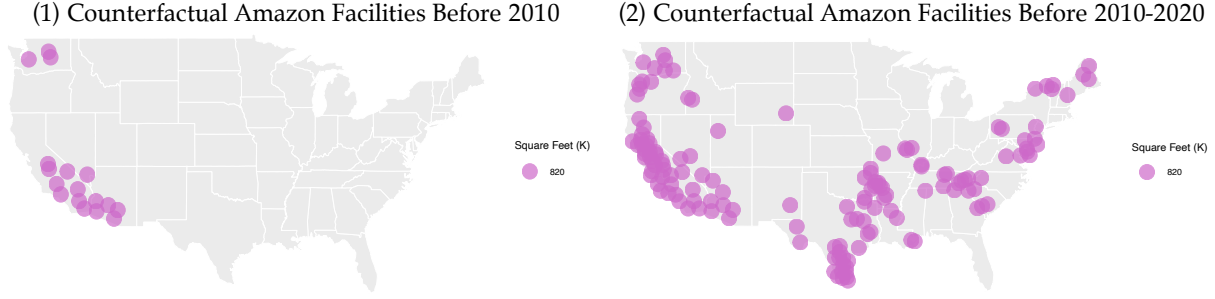 (1) Counterfactual Amazon Facilities Before 2010
(2) Counterfactual Amazon Facilities Before 2010-2020
Square Feet (K)
820
Square Feet (K)
820